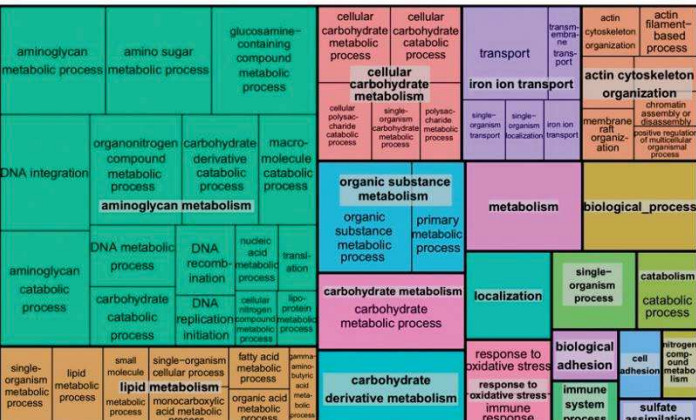 aminoglycan
metabolic process
amino sugar
metabolic process
glucosamine−
containing
compound
metabolic
process
DNA integration
organonitrogen
compound
metabolic
process
carbohydrate
derivative
catabolic
process
macro-
molecule
catabolic
process
aminoglycan metabolism
aminoglycan
catabolic
process
DNA metabolic
process
DNA
recomb-
ination
nucleic
acid
metabolic
process
transl-
ation
carbohydrate
catabolic
process
DNA
replication
initiation
cellular
nitrogen
compound
metabolic
process
lipo-
protein
metabolic
process
single-
organism
metabolic
process
lipid
metabolic
process
small
molecule
metabolic
process
single−organism
cellular process
lipid metabolism
monocarboxylic
acid metabolic
process
fatty acid
metabolic
process
organic acid
metabolic
process
gamma-
amino-
butyric
acid
meta-
bolic
process
cellular
carbohydrate
metabolic
process
cellular
carbohydrate
catabolic
process
cellular
carbohydrate
metabolism
cellular
polysac-
charide
catabolic
process
single-
organism
carbohydrate
metabolic
process
polysac-
charide
metabolic
process
organic substance
metabolism
organic
substance
metabolic
process
primary
metabolic
process
carbohydrate metabolism
carbohydrate
metabolic process
carbohydrate
derivative metabolism
transport
transm-
embra-
ne
trans-
port
iron ion transport
single-
organism
transport
single-
organism
localization
iron ion
transport
actin
cytoskeleton
organization
actin
filament−
based
process
actin cytoskeleton
organization
membrane
raft
organiz-
ation
chromatin
assembly or
disassembly
positive regulation
of multicellular
organismal
process
metabolism
biological_process
localization
single−
organism
process
catabolism
catabolic
process
response to
oxidative stress
response to
oxidative stress
immune
response
biological
adhesion
cell
adhesion
nitrogen
com-
pound
metabo
lism
immune
system
process
sulfate
assimilation